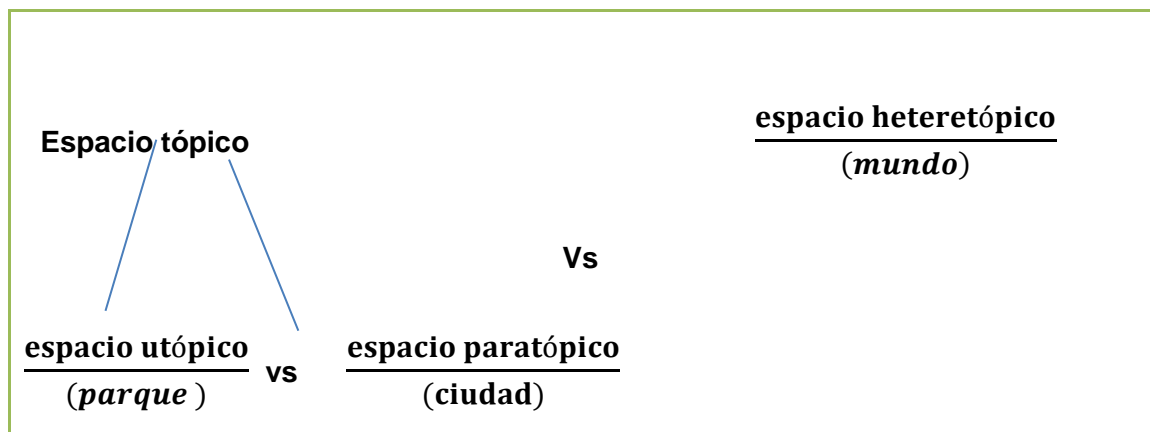 espacio heteretópico
(mundo)
Espacio tópico
Vs
espacio utópico
(parque )
vs
espacio paratópico
(ciudad)